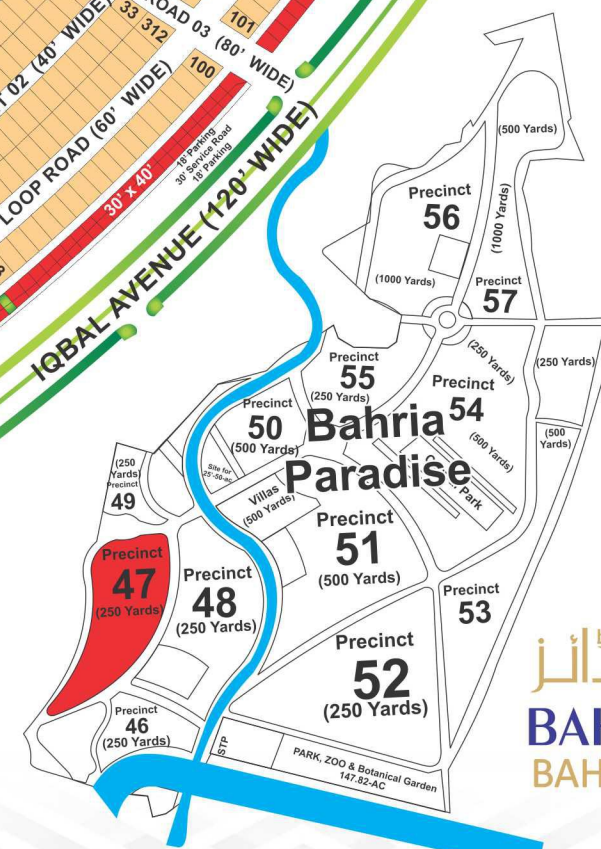 33 312
ROAD 03 (80' WIDE)
101
02 (40' WIDE)
100
LOOP ROAD (60' WIDE)
30' x 40'
18' Parking
30' Service Road
18' Parking
IQBAL AVENUE (120' WIDE)
(500 Yards)
Precinct
56
(1000 Yards)
(1000 Yards)
Precinct
57
Precinct
55
(250 Yards)
(250 Yards)
(250 Yards)
Precinct
54
(500 Yards)
(500
Yards)
Precinct
50
(500 Yards)
Bahria
Paradise
Park
Site for
25'-50-ac
Villas
(500 Yards)
(250
Yards)
Precinct
49
Precinct
51
(500 Yards)
Precinct
47
(250 Yards)
Precinct
48
(250 Yards)
Precinct
53
Precinct
52
(250 Yards)
Precinct
46
(250 Yards)
STP
PARK, ZOO & Botanical Garden
147.82-AC
BAH